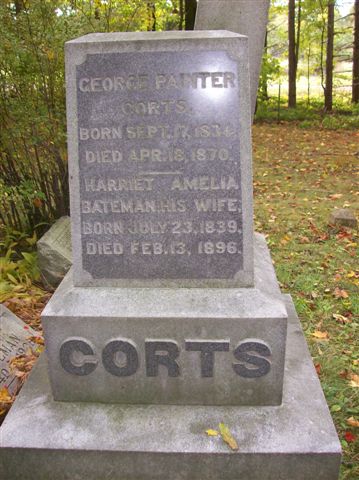 GEORGE PAINTER
CORTS.
BORN SEPT. 17, 1834.
DIED APR. 18, 1870.
HARRIET AMELIA
BATEMAN, HIS WIFE.
BORN JULY 23, 1839.
DIED FEB. 13, 1896.
CORTS